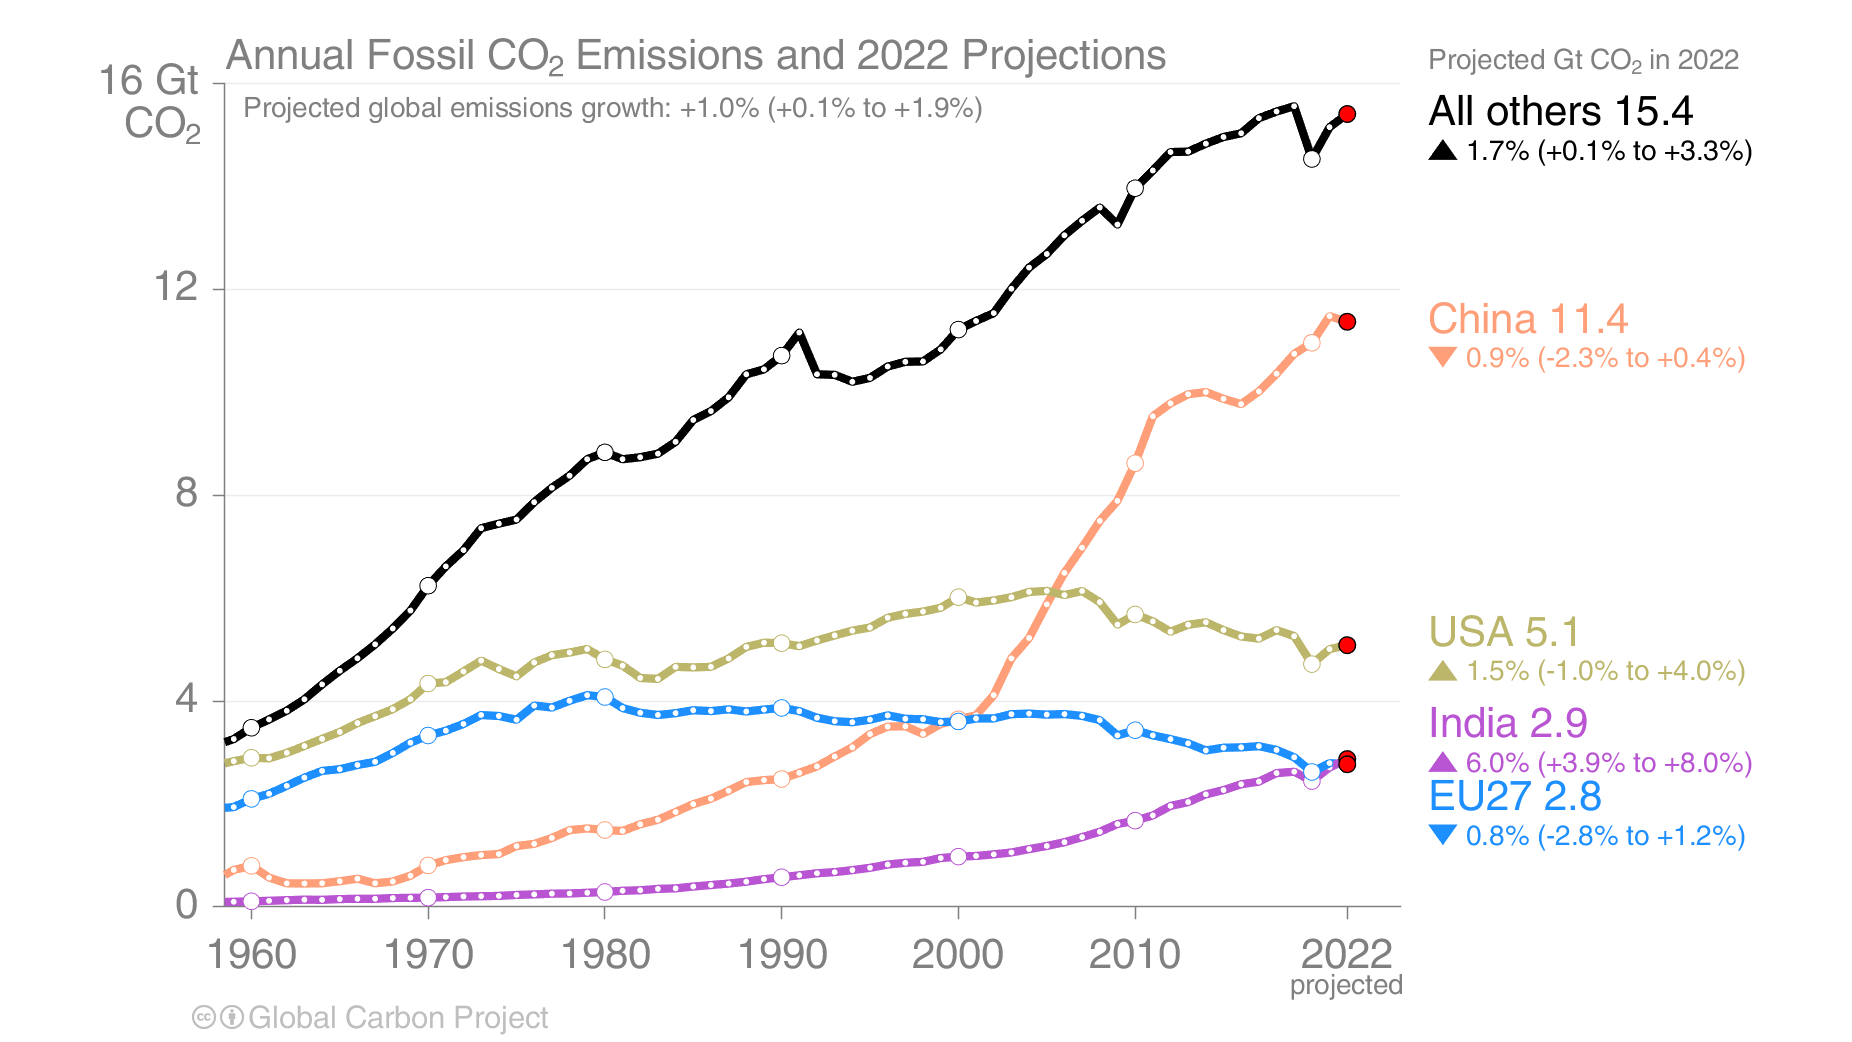 Annual Fossil CO₂ Emissions and 2022 Projections
Projected global emissions growth: +1.0% (+0.1% to +1.9%)
16 Gt
CO₂
12
8
4
0
1960 1970 1980 1990 2000 2010 2022
projected
Projected Gt CO₂ in 2022
All others 15.4
▲ 1.7% (+0.1% to +3.3%)
China 11.4
▼ 0.9% (-2.3% to +0.4%)
USA 5.1
▲ 1.5% (-1.0% to +4.0%)
India 2.9
▲ 6.0% (+3.9% to +8.0%)
EU27 2.8
▼ 0.8% (-2.8% to +1.2%)
cc Global Carbon Project